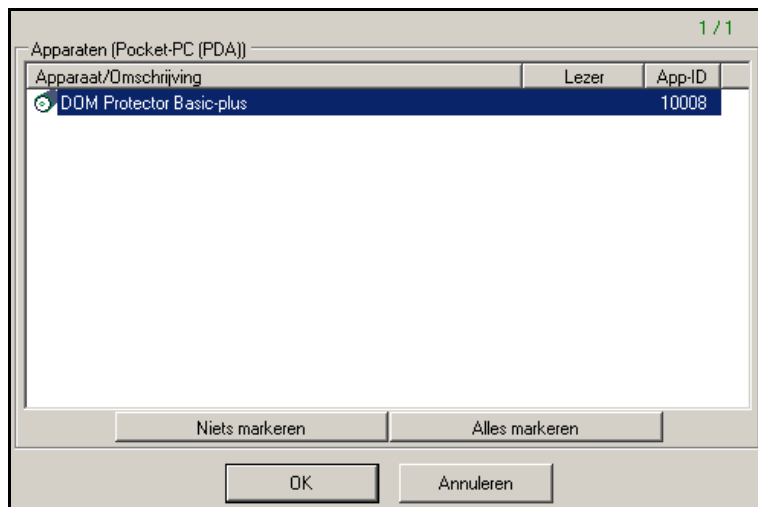 1 / 1
Apparaten (Pocket-PC (PDA))
Apparaat/Omschrijving Lezer App-ID
DOM Protector Basic-plus 10008
Niets markeren Alles markeren
OK Annuleren